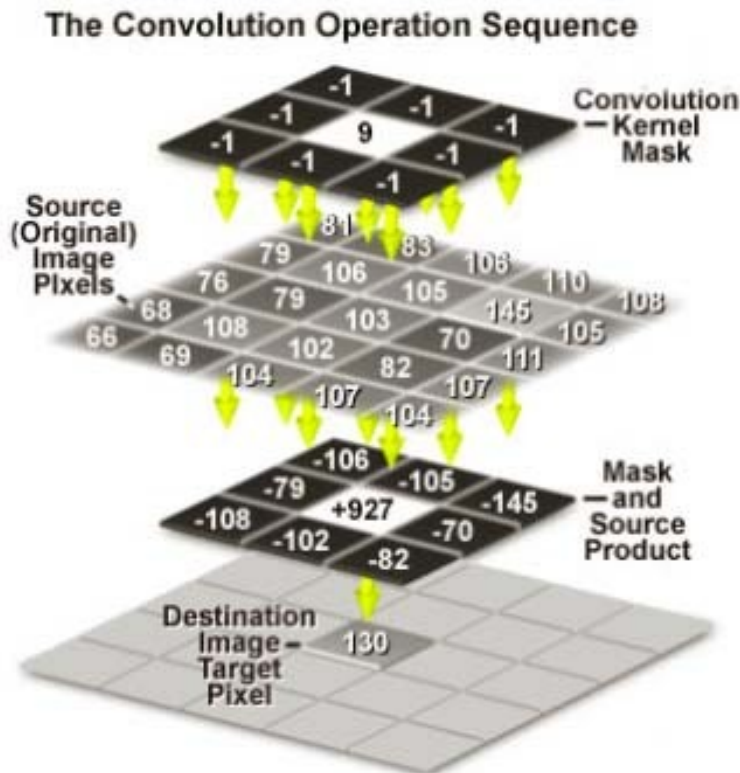 The Convolution Operation Sequence
-1
-1 -1
-1 9 -1
-1 -1
-1
Convolution
Kernel
Mask
Source
(Original)
Image
Pixels
81
79 83
76 106 106
68 79 105 110
66 108 103 145 108
69 102 70 105
104 82 111
107 107
104
-106
-79 -105
-108 +927 -145
-102 -70
-82
Mask
and
Source
Product
Destination
Image
Target
Pixel
130